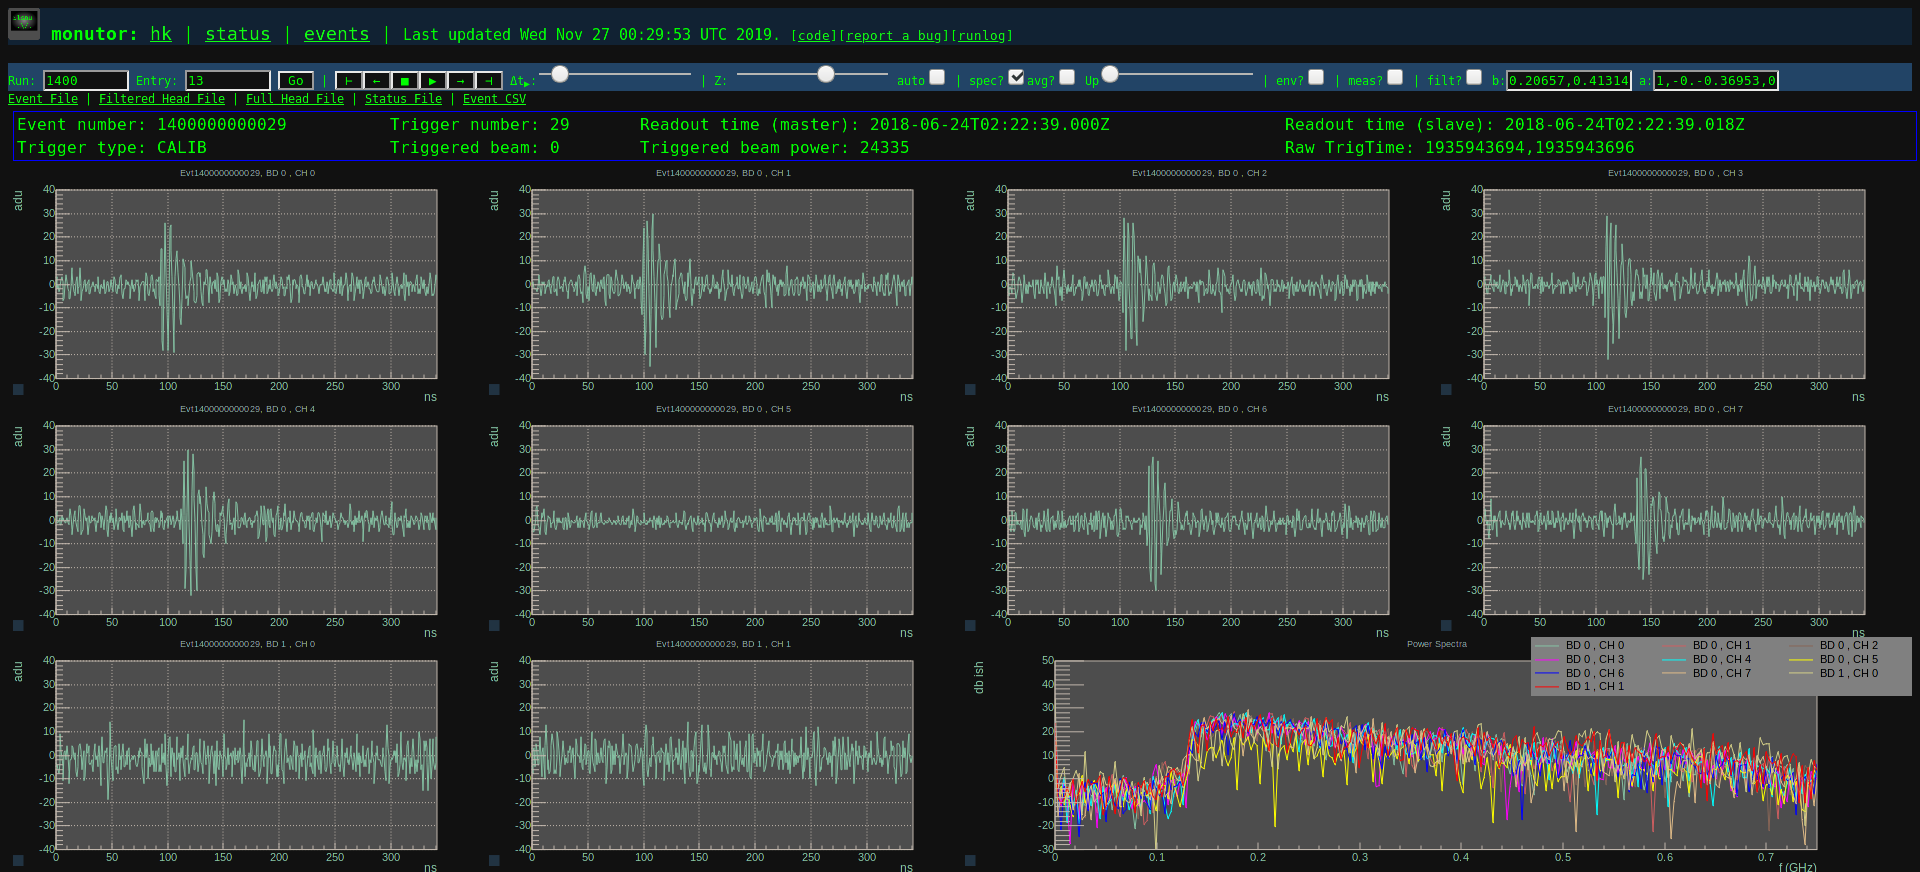 monutor: hk | status | events | Last updated Wed Nov 27 00:29:53 UTC 2019. [code][report a bug][runlog]
Run: 1400 Entry: 13 Go | ⊢ ← ■ ▶ → ⊣ Δt▶: | Z: auto | spec? avg? Up | env? | meas? | filt? b: 0.20657,0.41314 a: 1,-0.-0.36953,0
Event File | Filtered Head File | Full Head File | Status File | Event CSV
Event number: 1400000000029 Trigger number: 29 Readout time (master): 2018-06-24T02:22:39.000Z Readout time (slave): 2018-06-24T02:22:39.018Z
Trigger type: CALIB Triggered beam: 0 Triggered beam power: 24335 Raw TrigTime: 1935943694,1935943696
Evt1400000000029, BD 0 , CH 0
adu
40
30
20
10
0
-10
-20
-30
-40
0 50 100 150 200 250 300
ns
Evt1400000000029, BD 0 , CH 1
adu
40
30
20
10
0
-10
-20
-30
-40
0 50 100 150 200 250 300
ns
Evt1400000000029, BD 0 , CH 2
adu
40
30
20
10
0
-10
-20
-30
-40
0 50 100 150 200 250 300
ns
Evt1400000000029, BD 0 , CH 3
adu
40
30
20
10
0
-10
-20
-30
-40
0 50 100 150 200 250 300
ns
Evt1400000000029, BD 0 , CH 4
adu
40
30
20
10
0
-10
-20
-30
-40
0 50 100 150 200 250 300
ns
Evt1400000000029, BD 0 , CH 5
adu
40
30
20
10
0
-10
-20
-30
-40
0 50 100 150 200 250 300
ns
Evt1400000000029, BD 0 , CH 6
adu
40
30
20
10
0
-10
-20
-30
-40
0 50 100 150 200 250 300
ns
Evt1400000000029, BD 0 , CH 7
adu
40
30
20
10
0
-10
-20
-30
-40
0 50 100 150 200 250 300
ns
Evt1400000000029, BD 1 , CH 0
adu
40
30
20
10
0
-10
-20
-30
-40
0 50 100 150 200 250 300
ns
Evt1400000000029, BD 1 , CH 1
adu
40
30
20
10
0
-10
-20
-30
-40
0 50 100 150 200 250 300
ns
Power Spectra
db ish
50
40
30
20
10
0
-10
-20
-30
0 0.1 0.2 0.3 0.4 0.5 0.6 0.7
f (GHz)
BD 0 , CH 0 BD 0 , CH 1 BD 0 , CH 2
BD 0 , CH 3 BD 0 , CH 4 BD 0 , CH 5
BD 0 , CH 6 BD 0 , CH 7 BD 1 , CH 0
BD 1 , CH 1